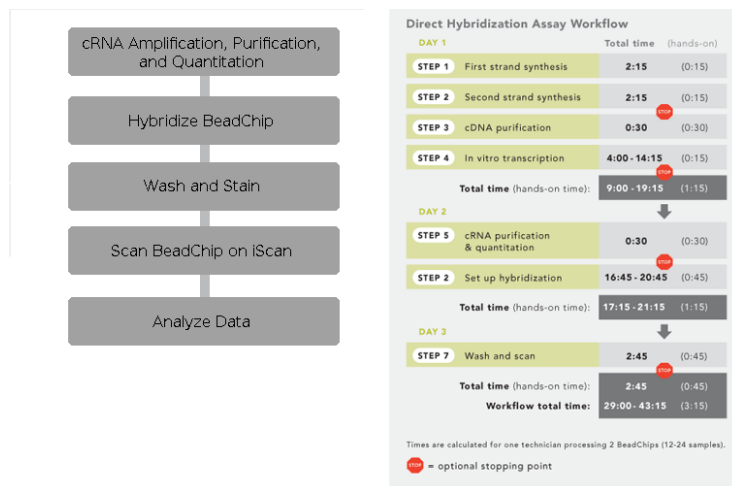 cRNA Amplification, Purification,
and Quantitation
Hybridize BeadChip
Wash and Stain
Scan BeadChip on iScan
Analyze Data
Direct Hybridization Assay Workflow
DAY 1 Total time (hands-on)
STEP 1 First strand synthesis 2:15 (0:15)
STEP 2 Second strand synthesis 2:15 (0:15)
STOP
STEP 3 cDNA purification 0:30 (0:30)
STEP 4 In vitro transcription 4:00 - 14:15 (0:15)
STOP
Total time (hands-on time): 9:00 - 19:15 (1:15)
DAY 2
STEP 5 cRNA purification
& quantitation 0:30 (0:30)
STOP
STEP 2 Set up hybridization 16:45 - 20:45 (0:45)
Total time (hands-on time): 17:15 - 21:15 (1:15)
DAY 3
STEP 7 Wash and scan 2:45 (0:45)
STOP
Total time (hands-on time): 2:45 (0:45)
Workflow total time: 29:00 - 43:15 (3:15)
Times are calculated for one technician processing 2 BeadChips (12-24 samples).
STOP = optional stopping point